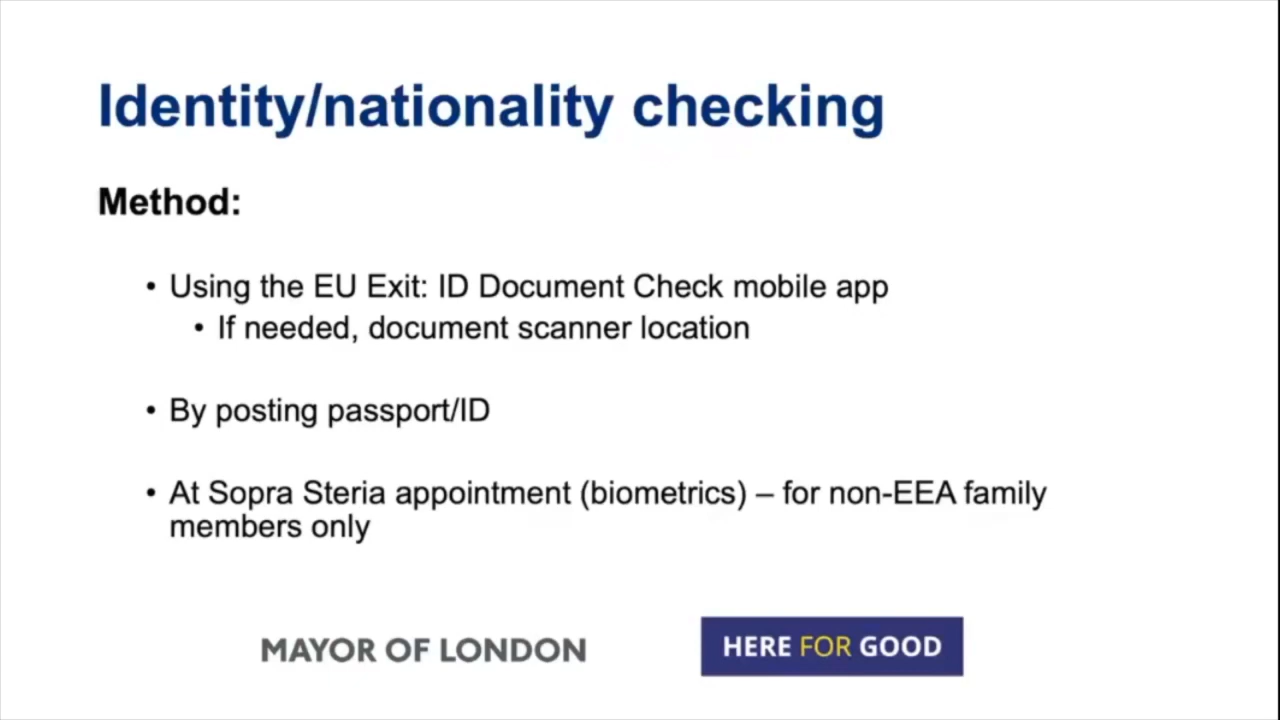 Identity/nationality checking
Method:
• Using the EU Exit: ID Document Check mobile app
• If needed, document scanner location
• By posting passport/ID
• At Sopra Steria appointment (biometrics) – for non-EEA family
members only
MAYOR OF LONDON
HERE FOR GOOD